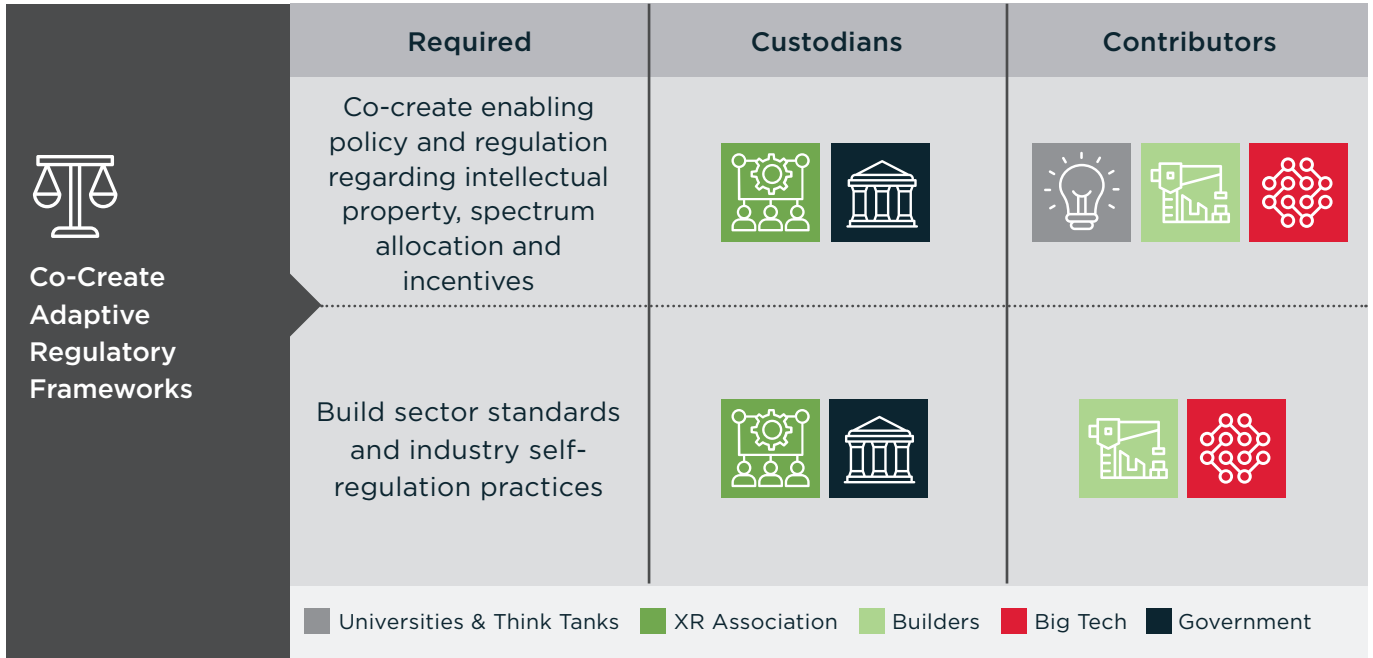 Required
Custodians
Contributors
Co-Create
Adaptive
Regulatory
Frameworks
Co-create enabling
policy and regulation
regarding intellectual
property, spectrum
allocation and
incentives
Build sector standards
and industry self-
regulation practices
Universities & Think Tanks
XR Association
Builders
Big Tech
Government